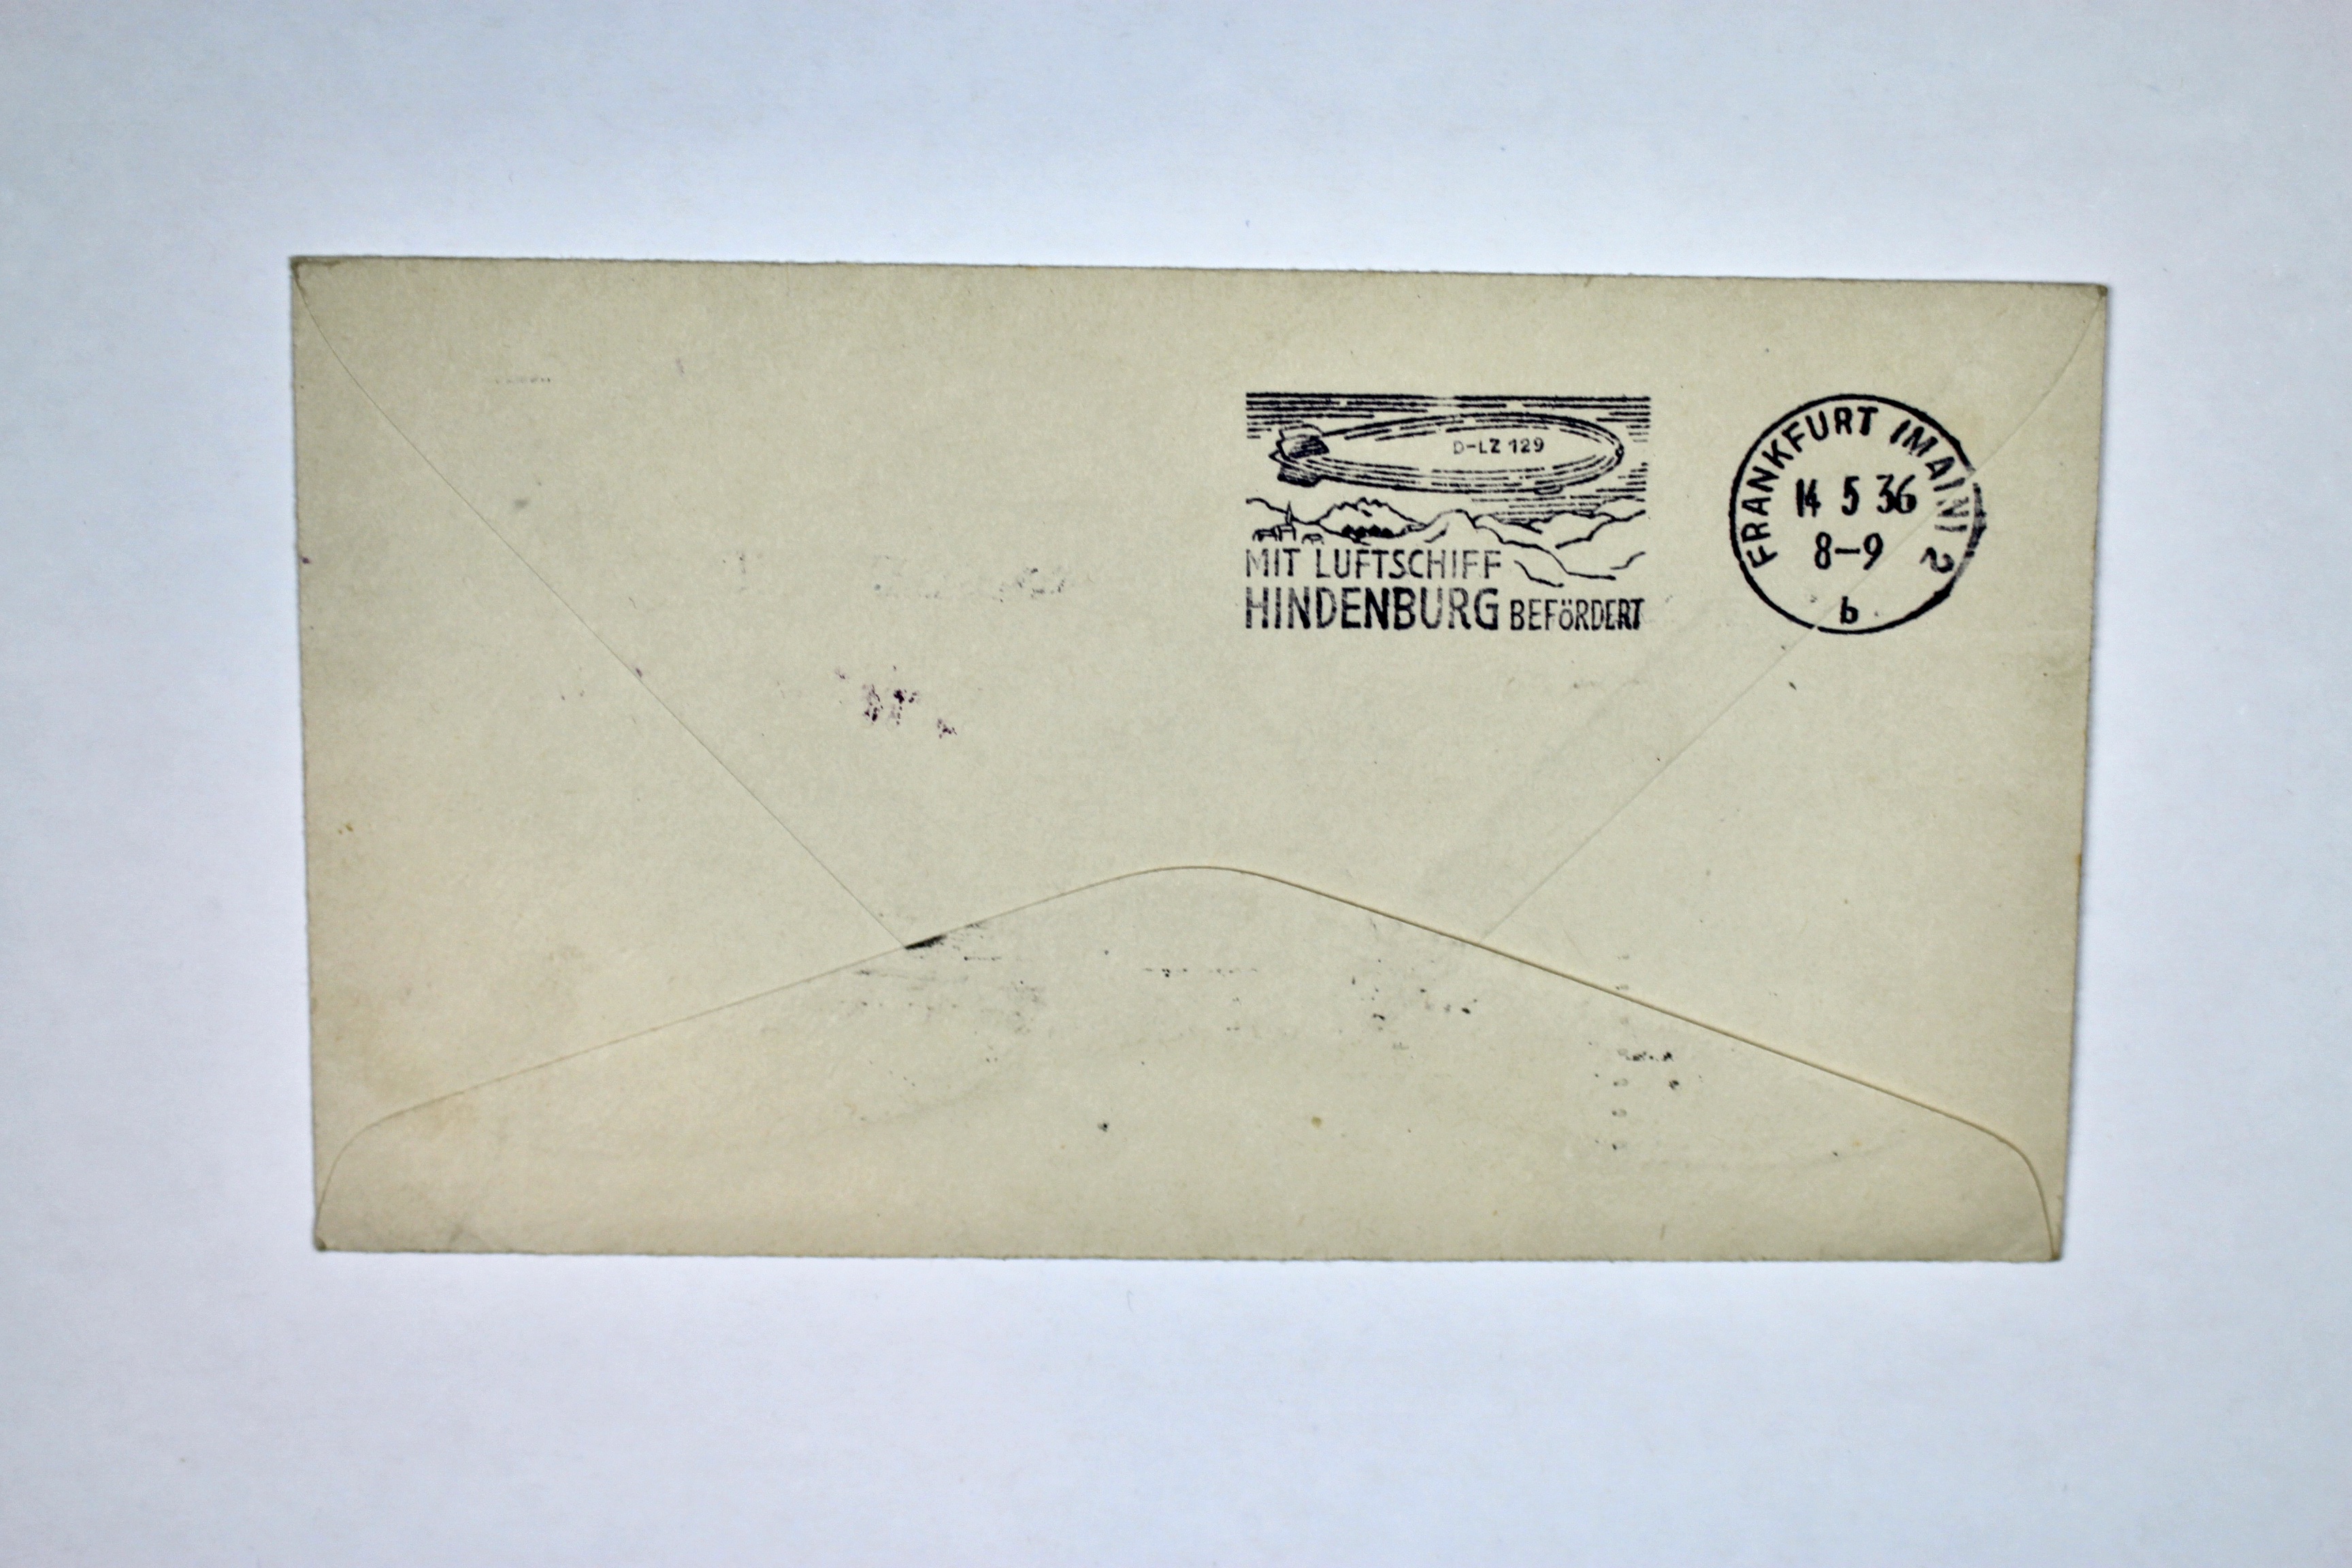 D-LZ 129
MIT LUFTSCHIFF
HINDENBURG BEFÖRDERT
FRANKFURT (MAIN) 2
14 5 36
8-9
b